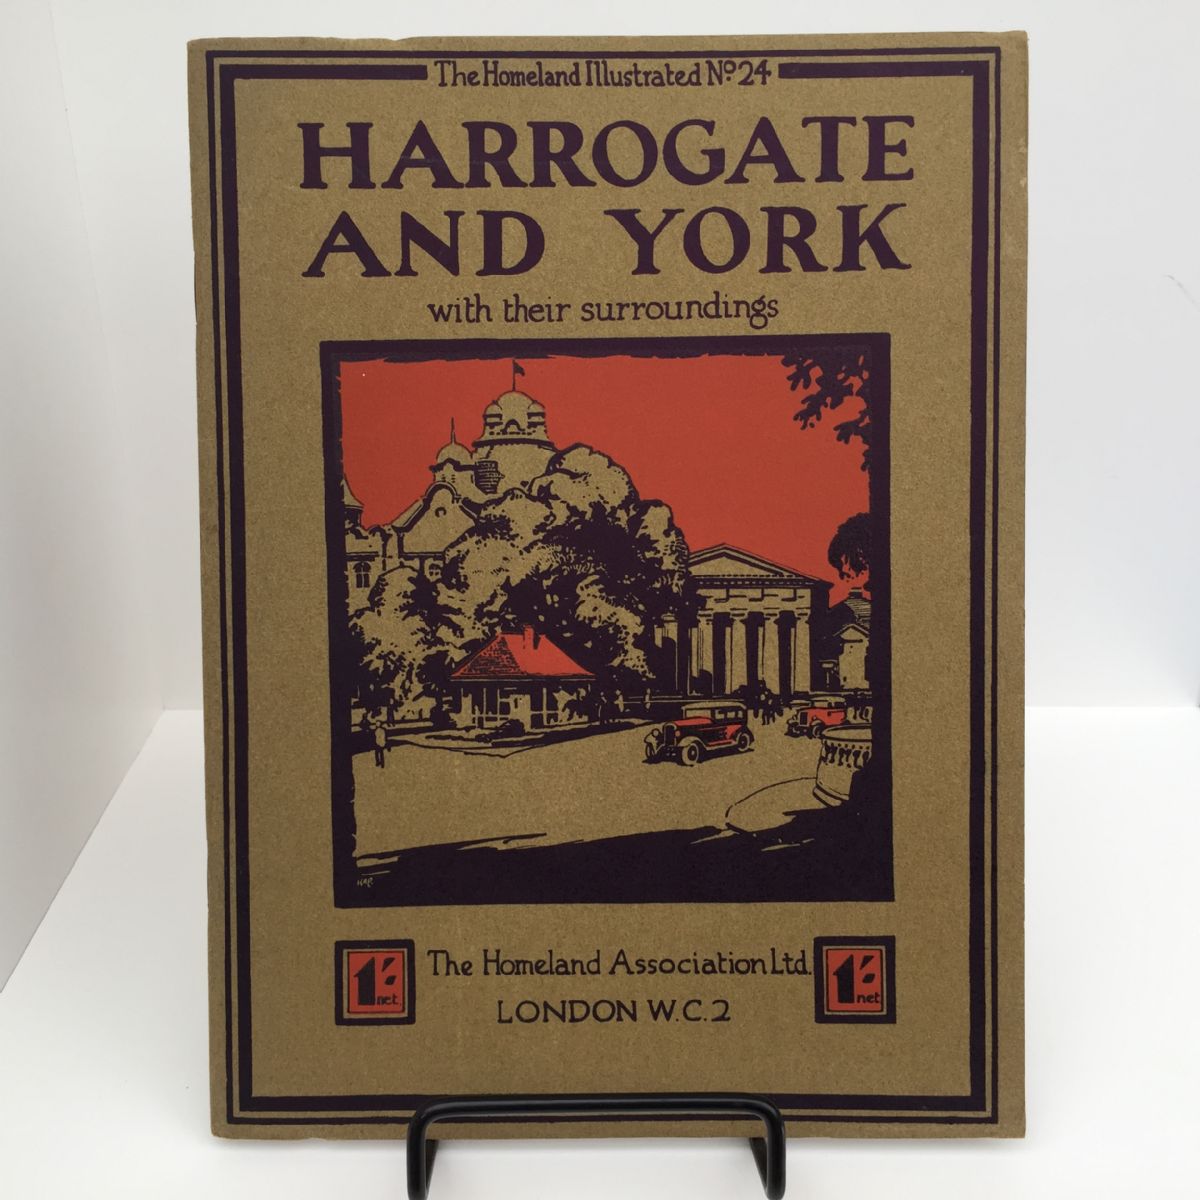 The Homeland Illustrated Nº 24
HARROGATE
AND YORK
with their surroundings
The Homeland Association Ltd.
LONDON W.C.2
1/- net.
1/- net